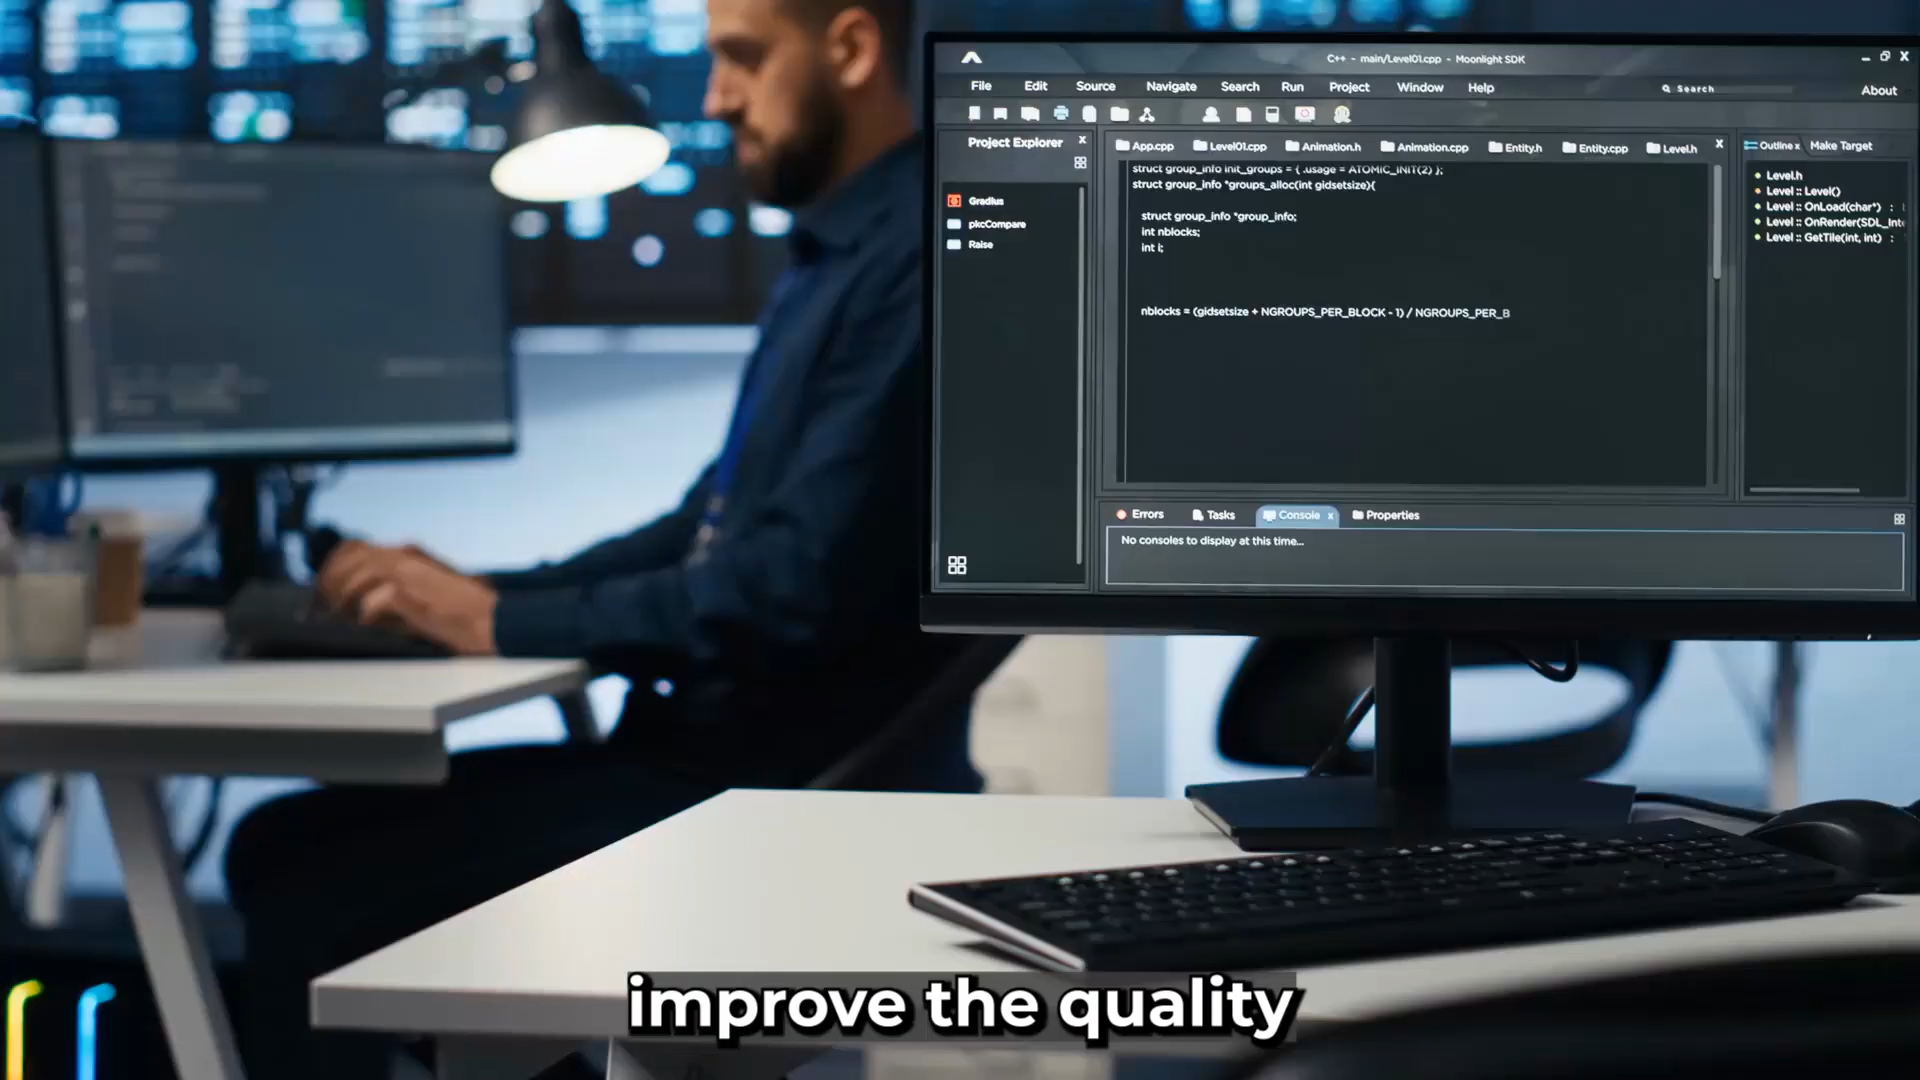 C++ - main/Level01.cpp - Moonlight SDK
File Edit Source Navigate Search Run Project Window Help Search About
Project Explorer x
Gradius
pkcCompare
Raise
App.cpp Level01.cpp Animation.h Animation.cpp Entity.h Entity.cpp Level.h x
struct group_info init_groups = { .usage = ATOMIC_INIT(2) };
struct group_info *groups_alloc(int gidsetsize){
struct group_info *group_info;
int nblocks;
int i;
nblocks = (gidsetsize + NGROUPS_PER_BLOCK - 1) / NGROUPS_PER_B
Outline x Make Target
Level.h
Level :: Level()
Level :: OnLoad(char*) :
Level :: OnRender(SDL_Inte
Level :: GetTile(int, int) :
Errors Tasks Console x Properties
No consoles to display at this time...
improve the quality